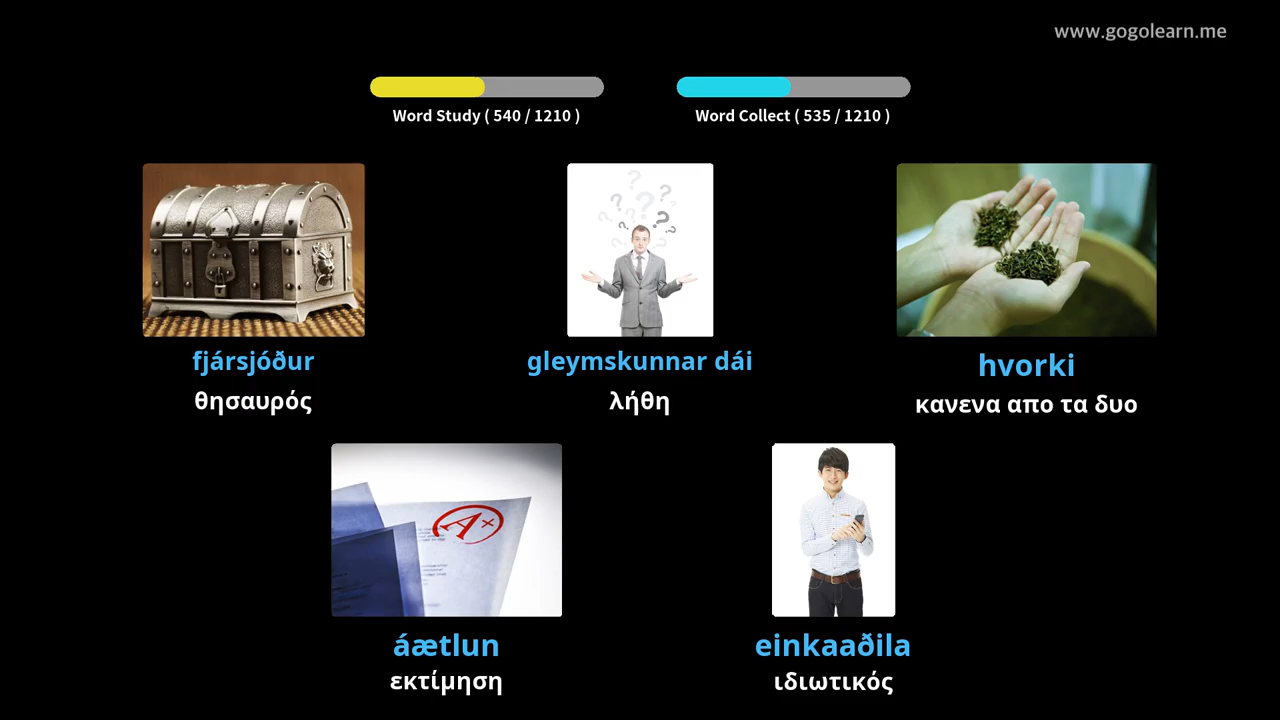 www.gogolearn.me
Word Study ( 540 / 1210 )
Word Collect ( 535 / 1210 )
fjársjóður
θησαυρός
gleymskunnar dái
λήθη
hvorki
κανενα απο τα δυο
A+
áætlun
εκτίμηση
einkaaðila
ιδιωτικός